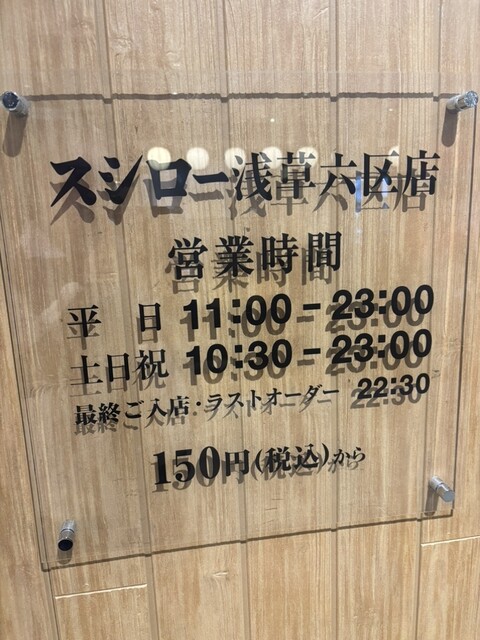 スシロー浅草六区店
営業時間
平　日 11:00－23:00
土日祝 10:30－23:00
最終ご入店・ラストオーダー 22:30
150円(税込)から